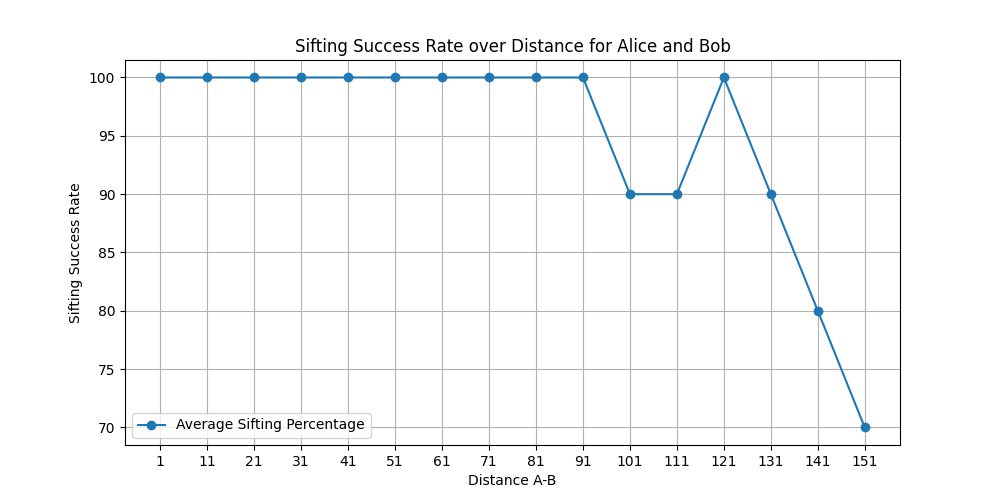 Sifting Success Rate over Distance for Alice and Bob
Sifting Success Rate
100
95
90
85
80
75
70
Average Sifting Percentage
1 11 21 31 41 51 61 71 81 91 101 111 121 131 141 151
Distance A-B